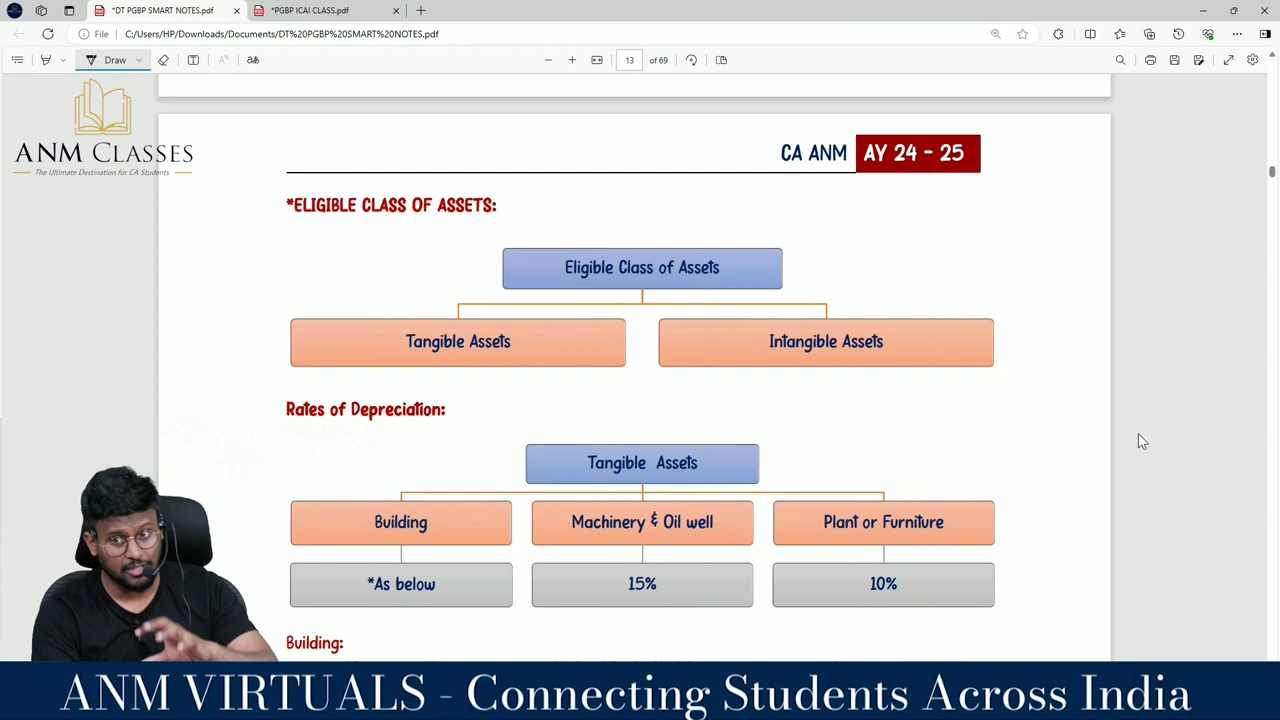 *DT PGBP SMART NOTES.pdf
*PGBP ICAI CLASS.pdf
File
C:/Users/HP/Downloads/Documents/DT%20PGBP%20SMART%20NOTES.pdf
Draw
13 of 69
ANM CLASSES
The Ultimate Destination for CA Students
CA ANM AY 24 - 25
*ELIGIBLE CLASS OF ASSETS:
Eligible Class of Assets
Tangible Assets
Intangible Assets
Rates of Depreciation:
Tangible Assets
Building
Machinery & Oil well
Plant or Furniture
*As below
15%
10%
Building:
ANM VIRTUALS - Connecting Students Across India